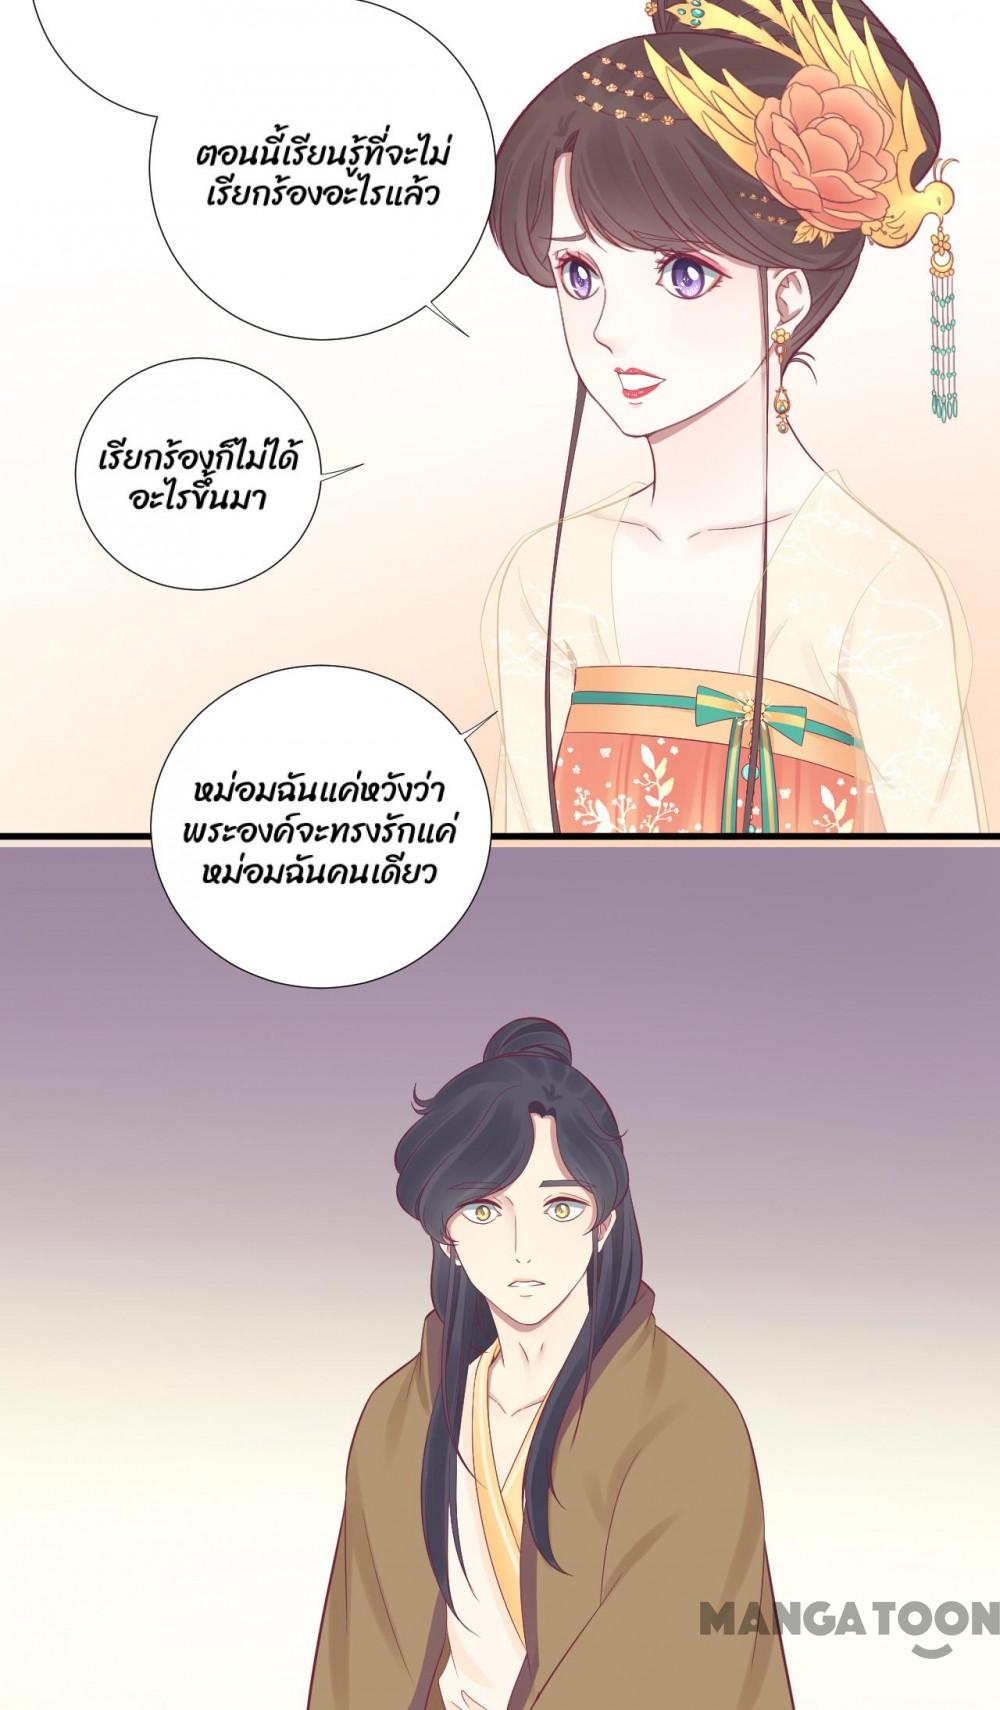 ตอนนี้เรียนรู้ที่จะไม่
เรียกร้องอะไรแล้ว
เรียกร้องก็ไม่ได้
อะไรขึ้นมา
หม่อมฉันแค่หวังว่า
พระองค์จะทรงรักแค่
หม่อมฉันคนเดียว
MANGATOON